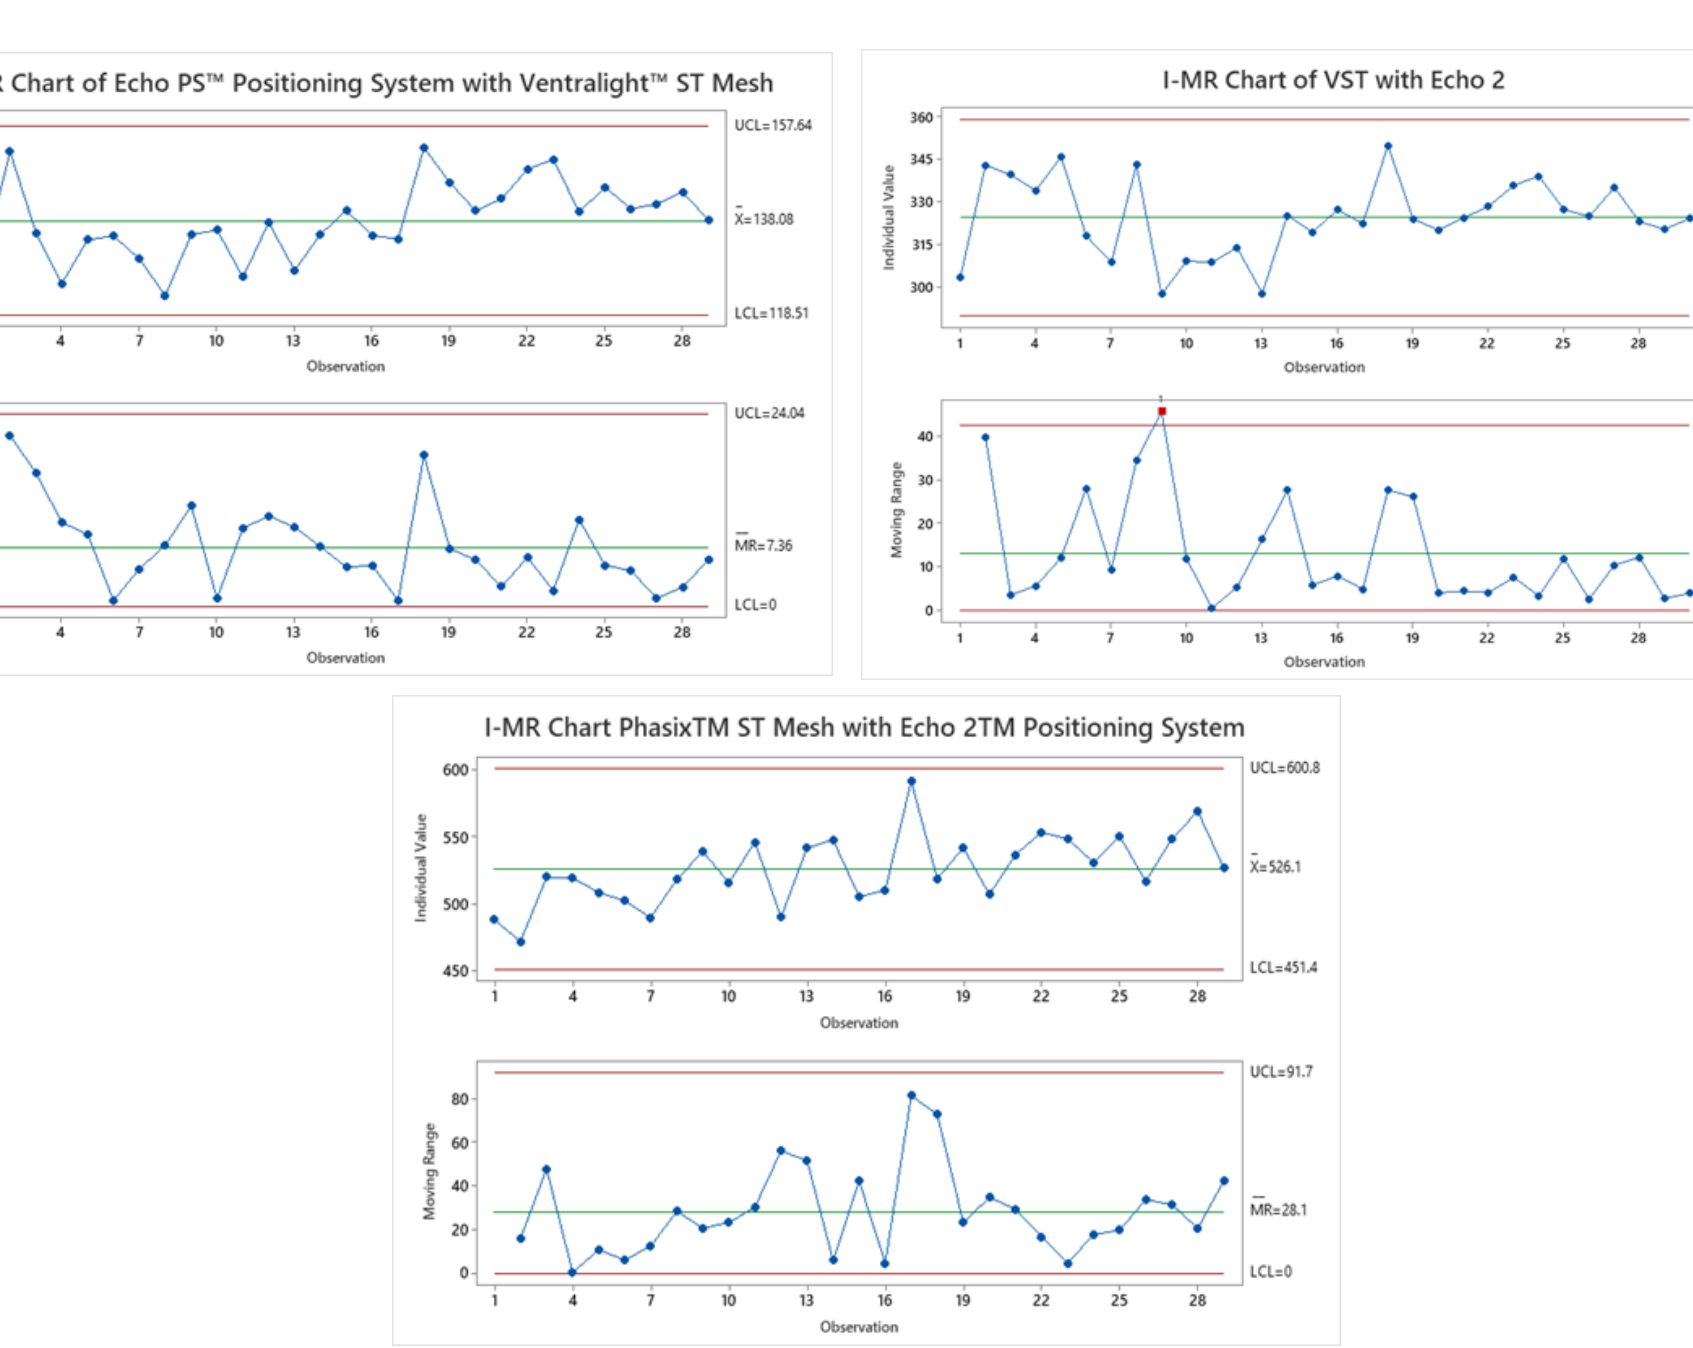 R Chart of Echo PS™ Positioning System with Ventralight™ ST Mesh
UCL=157.64
X̄=138.08
LCL=118.51
4 7 10 13 16 19 22 25 28
Observation
UCL=24.04
M̅R̅=7.36
LCL=0
4 7 10 13 16 19 22 25 28
Observation
I-MR Chart of VST with Echo 2
Individual Value
360
345
330
315
300
1 4 7 10 13 16 19 22 25 28
Observation
1
Moving Range
40
30
20
10
0
1 4 7 10 13 16 19 22 25 28
Observation
I-MR Chart PhasixTM ST Mesh with Echo 2TM Positioning System
Individual Value
600
550
500
450
UCL=600.8
X̄=526.1
LCL=451.4
1 4 7 10 13 16 19 22 25 28
Observation
Moving Range
80
60
40
20
0
UCL=91.7
M̅R̅=28.1
LCL=0
1 4 7 10 13 16 19 22 25 28
Observation